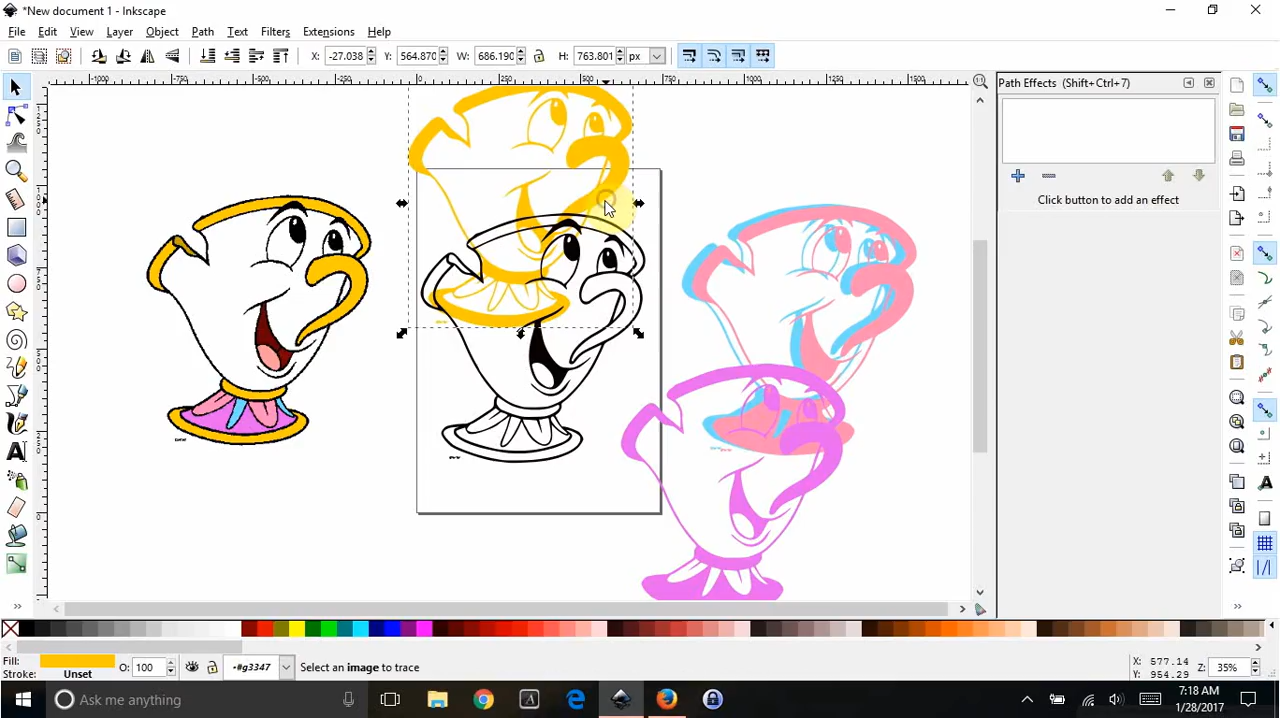 *New document 1 - Inkscape
File Edit View Layer Object Path Text Filters Extensions Help
X: -27.038 Y: 564.870 W: 686.190 H: 763.801 px
Path Effects (Shift+Ctrl+7)
Click button to add an effect
Fill:
Stroke: Unset
O: 100
•#g3347
Select an image to trace
X: 577.14
Y: 954.29
Z: 35%
Ask me anything
7:18 AM
1/28/2017